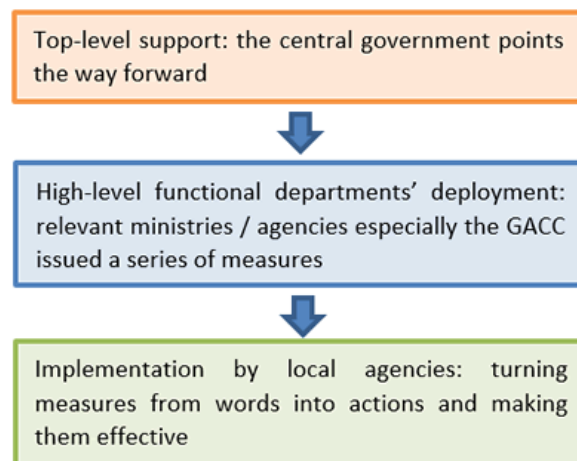 Top-level support: the central government points
the way forward
High-level functional departments’ deployment:
relevant ministries / agencies especially the GACC
issued a series of measures
Implementation by local agencies: turning
measures from words into actions and making
them effective